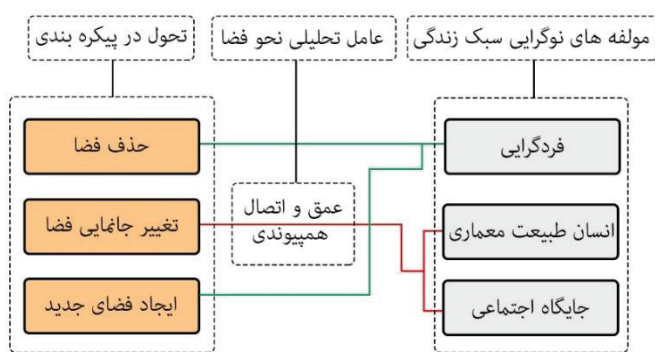 مولفه های نوگرایی سبک زندگی
عامل تحلیلی نحو فضا
تحول در پیکره بندی
فردگرایی
انسان طبیعت معماری
جایگاه اجتماعی
عمق و اتصال
همپیوندی
حذف فضا
تغییر جانمایی فضا
ایجاد فضای جدید